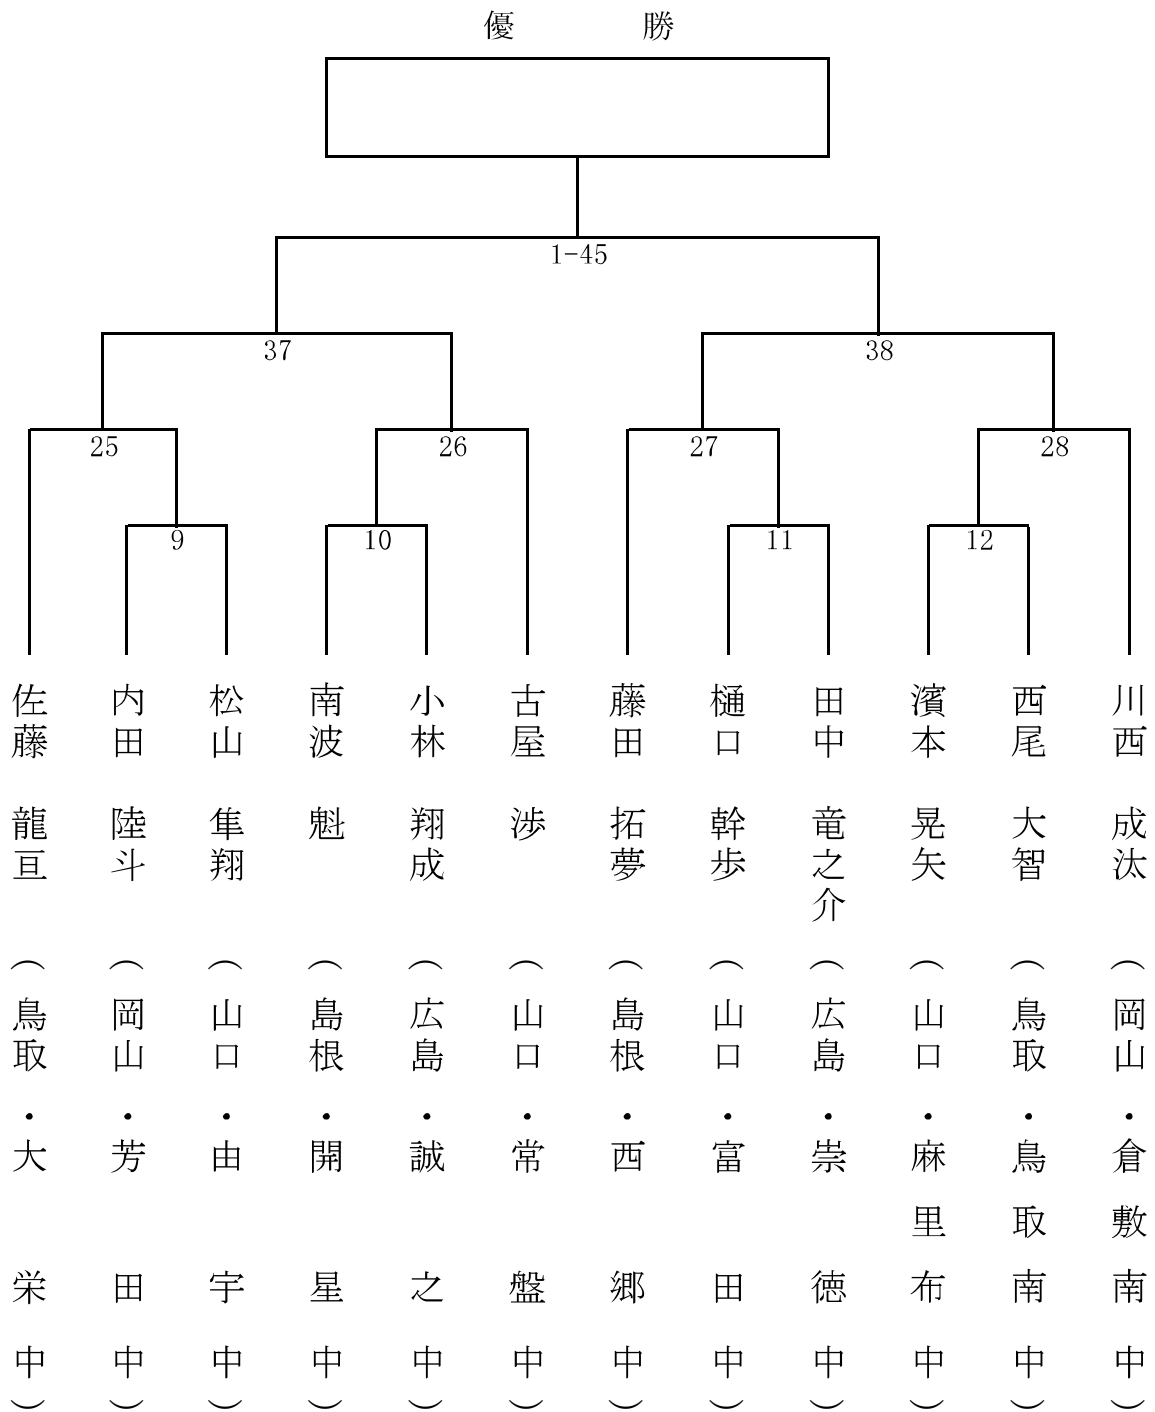 優勝
1-45
37
38
25
26
27
28
9
10
11
12
佐藤 龍亘 （鳥取・大栄中）
内田 陸斗 （岡山・芳田中）
松山 隼翔 （山口・由宇中）
南波 魁 （島根・開星中）
小林 翔成 （広島・誠之中）
古屋 渉 （山口・常盤中）
藤田 拓夢 （島根・西郷中）
樋口 幹歩 （山口・富田中）
田中 竜之介 （広島・崇徳中）
濱本 晃矢 （山口・麻里布中）
西尾 大智 （鳥取・鳥取南中）
川西 成汰 （岡山・倉敷南中）